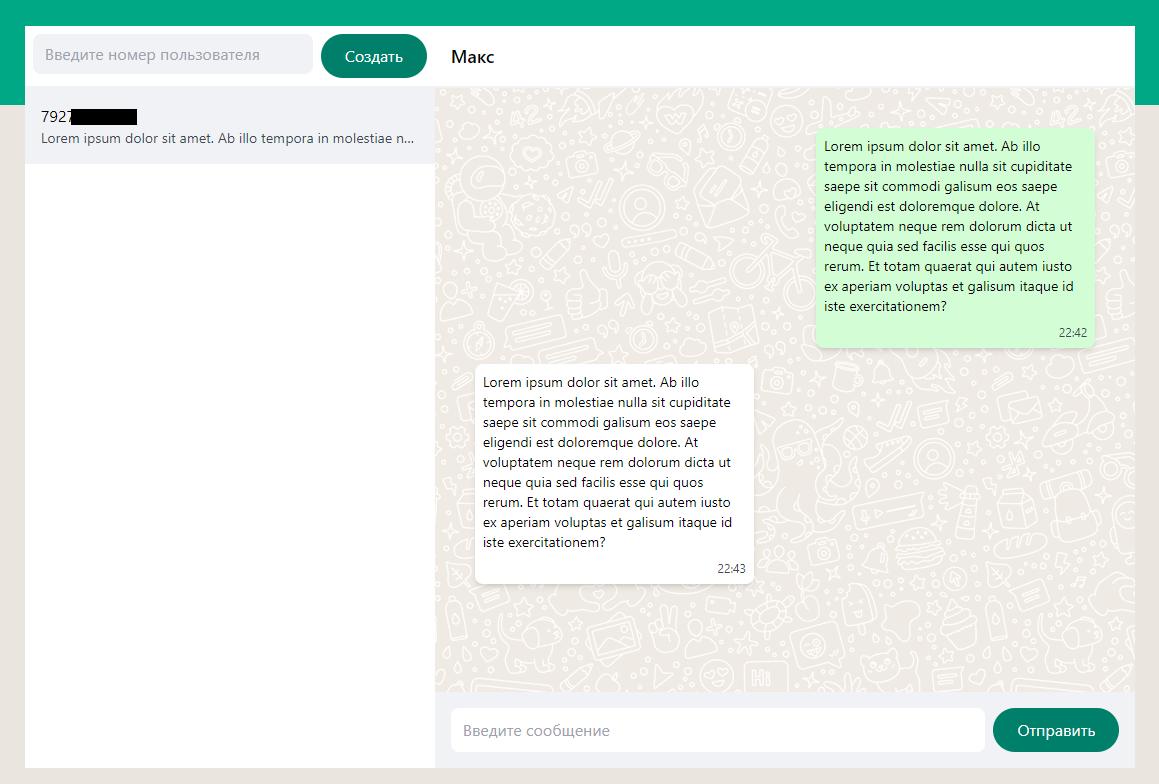 Введите номер пользователя
Создать
Макс
7927
Lorem ipsum dolor sit amet. Ab illo tempora in molestiae n...
Lorem ipsum dolor sit amet. Ab illo
tempora in molestiae nulla sit cupiditate
saepe sit commodi galisum eos saepe
eligendi est doloremque dolore. At
voluptatem neque rem dolorum dicta ut
neque quia sed facilis esse qui quos
rerum. Et totam quaerat qui autem iusto
ex aperiam voluptas et galisum itaque id
iste exercitationem?
22:42
Lorem ipsum dolor sit amet. Ab illo
tempora in molestiae nulla sit cupiditate
saepe sit commodi galisum eos saepe
eligendi est doloremque dolore. At
voluptatem neque rem dolorum dicta ut
neque quia sed facilis esse qui quos
rerum. Et totam quaerat qui autem iusto
ex aperiam voluptas et galisum itaque id
iste exercitationem?
22:43
Hi
Введите сообщение
Отправить